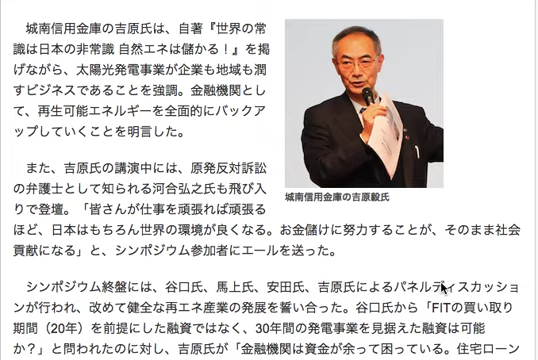 城南信用金庫の吉原氏は、自著『世界の常
識は日本の非常識 自然エネは儲かる！』を掲
げながら、太陽光発電事業が企業も地域も潤
すビジネスであることを強調。金融機関とし
て、再生可能エネルギーを全面的にバックア
ップしていくことを明言した。
城南信用金庫の吉原毅氏
また、吉原氏の講演中には、原発反対訴訟
の弁護士として知られる河合弘之氏も飛び入
りで登壇。「皆さんが仕事を頑張れば頑張る
ほど、日本はもちろん世界の環境が良くなる。お金儲けに努力することが、そのまま社会
貢献になる」と、シンポジウム参加者にエールを送った。
シンポジウム終盤には、谷口氏、馬上氏、安田氏、吉原氏によるパネルディスカッショ
ンが行われ、改めて健全な再エネ産業の発展を誓い合った。谷口氏から「FITの買い取り
期間（20年）を前提にした融資ではなく、30年間の発電事業を見据えた融資は可能
か？」と問われたのに対し、吉原氏が「金融機関は資金が余って困っている。住宅ローン